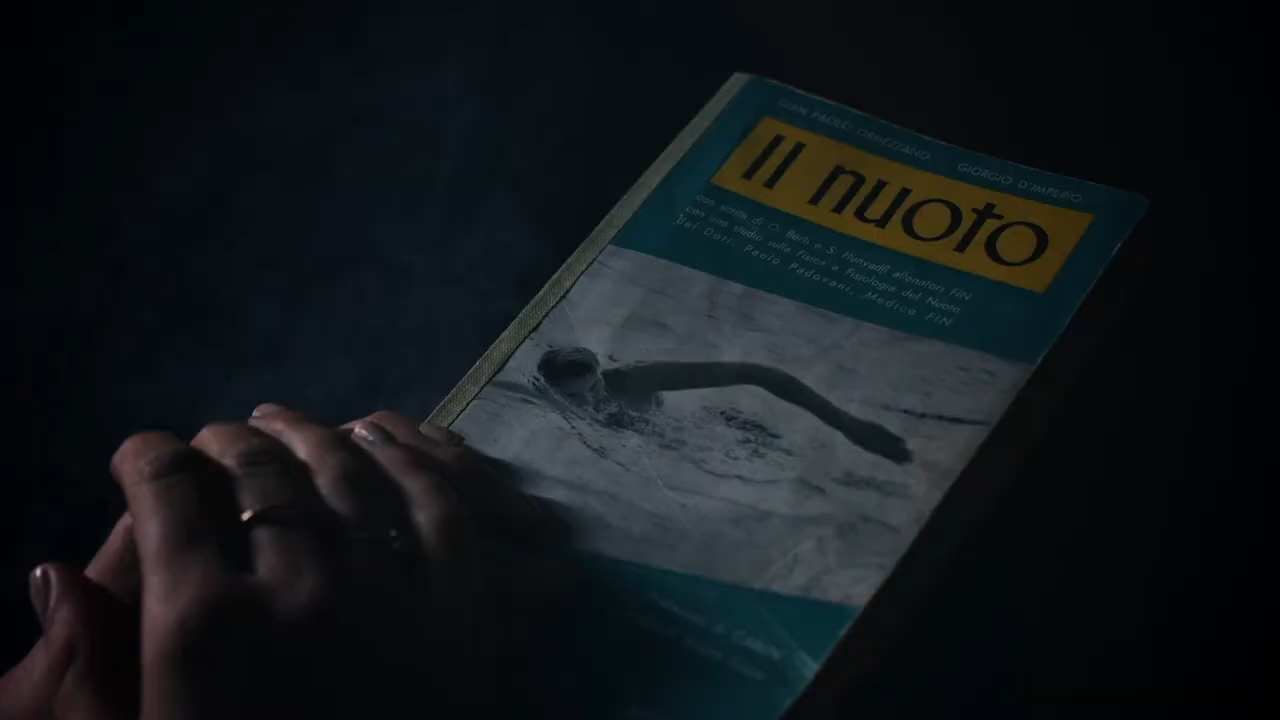 GIAN PAOLO ORMEZZANO GIORGIO D'IMPERIO
Il nuoto
con scritti di C. e S. Hunyadfi allenatori FIN
con uno studio sulla Fisica e Fisiologia del Nuoto
del Dott. Paolo Padovani, Medico FIN